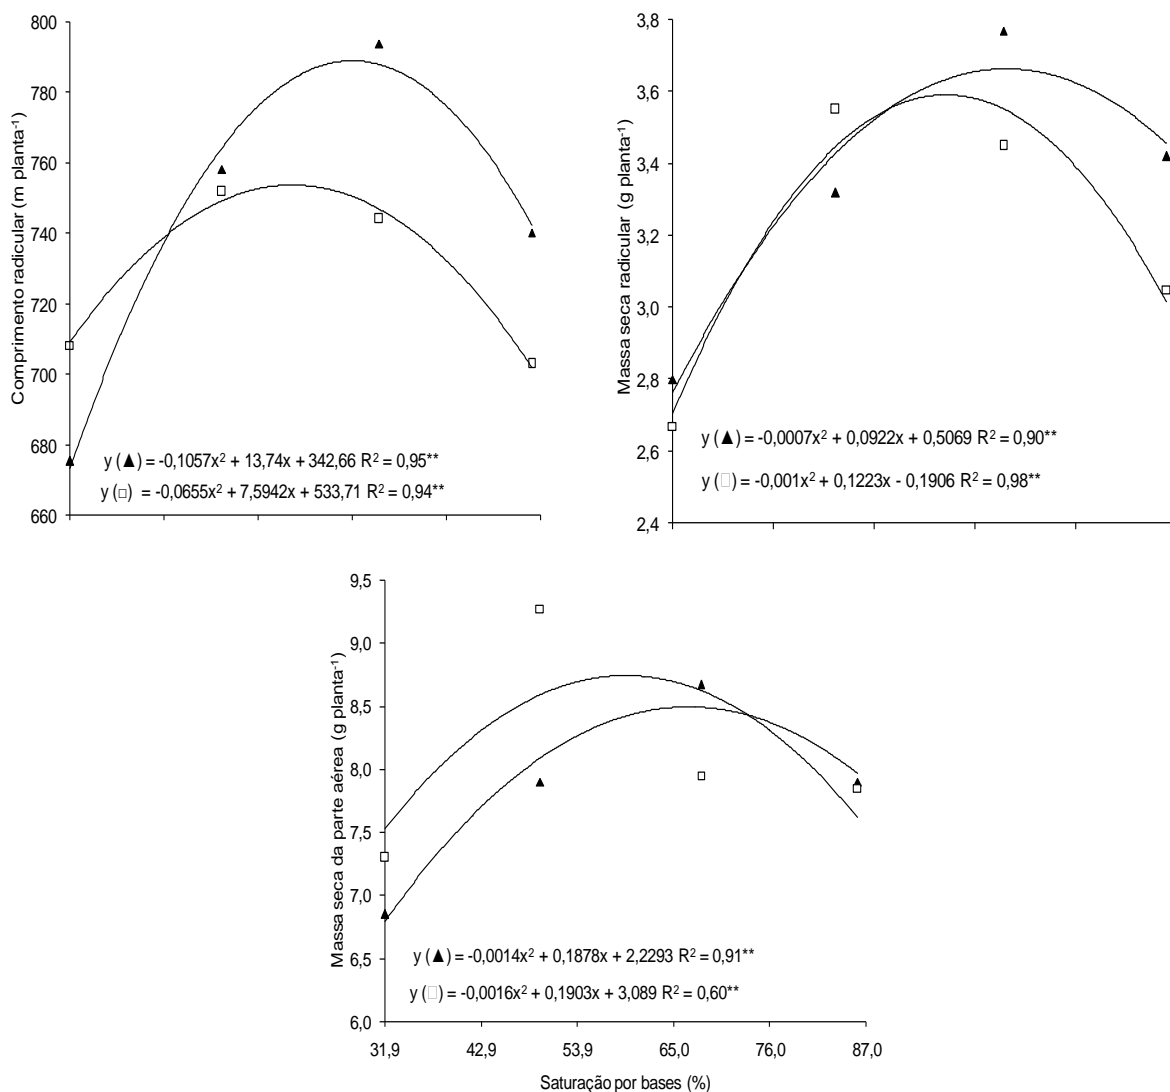 Comprimento radicular (m planta⁻¹)
800
780
760
740
720
700
680
660
y (▲) = -0,1057x² + 13,74x + 342,66 R² = 0,95**
y (□) = -0,0655x² + 7,5942x + 533,71 R² = 0,94**
Massa seca radicular (g planta⁻¹)
3,8
3,6
3,4
3,2
3,0
2,8
2,6
2,4
y (▲) = -0,0007x² + 0,0922x + 0,5069 R² = 0,90**
y (□) = -0,001x² + 0,1223x - 0,1906 R² = 0,98**
Massa seca da parte aérea (g planta⁻¹)
9,5
9,0
8,5
8,0
7,5
7,0
6,5
6,0
y (▲) = -0,0014x² + 0,1878x + 2,2293 R² = 0,91**
y (□) = -0,0016x² + 0,1903x + 3,089 R² = 0,60**
31,9 42,9 53,9 65,0 76,0 87,0
Saturação por bases (%)